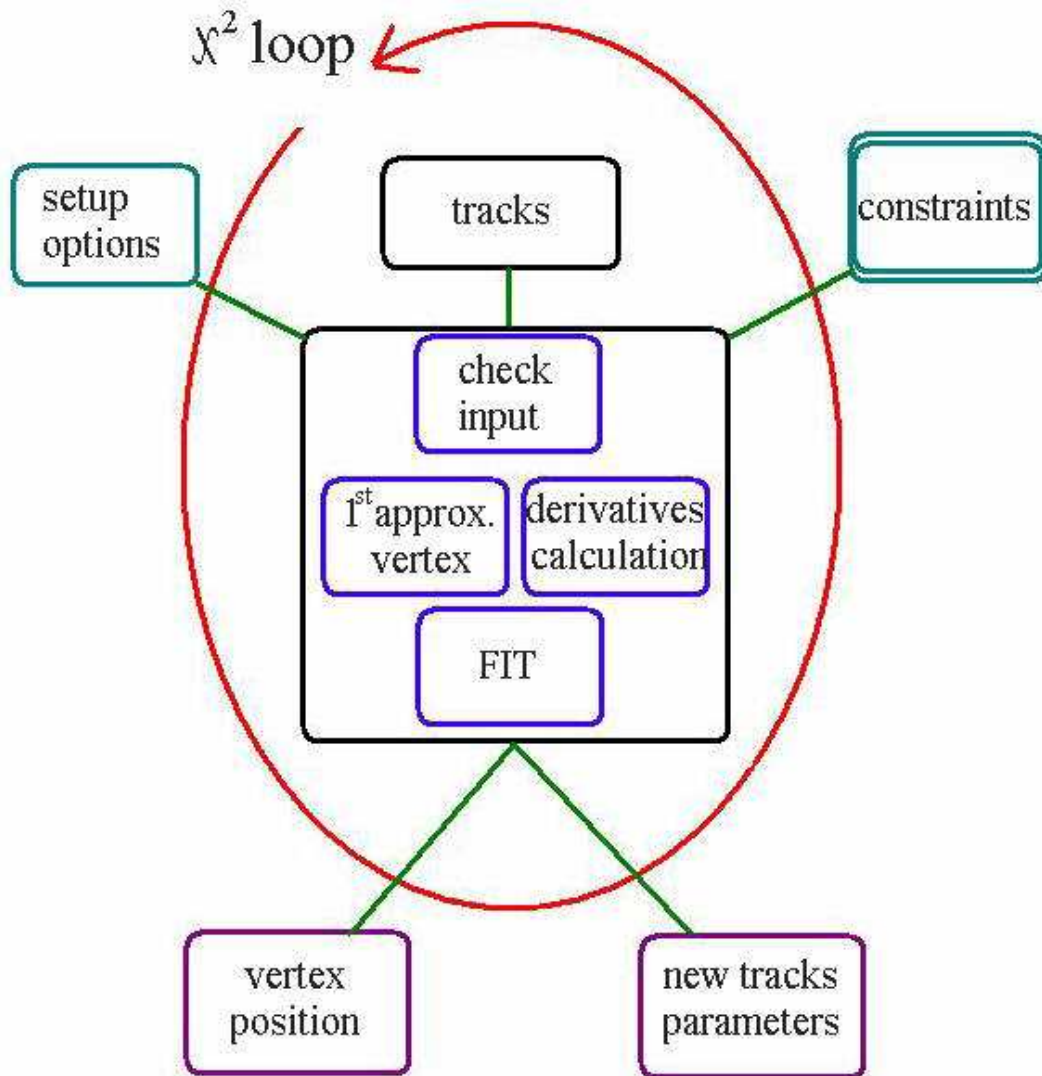 χ² loop
setup
options
tracks
constraints
check
input
1st approx.
vertex
derivatives
calculation
FIT
vertex
position
new tracks
parameters